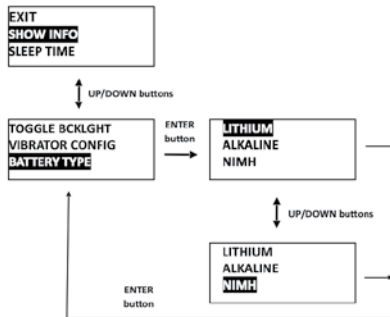 EXIT
SHOW INFO
SLEEP TIME
UP/DOWN buttons
TOGGLE BCKLGHT
VIBRATOR CONFIG
BATTERY TYPE
ENTER
button
LITHIUM
ALKALINE
NIMH
UP/DOWN buttons
LITHIUM
ALKALINE
NIMH
ENTER
button